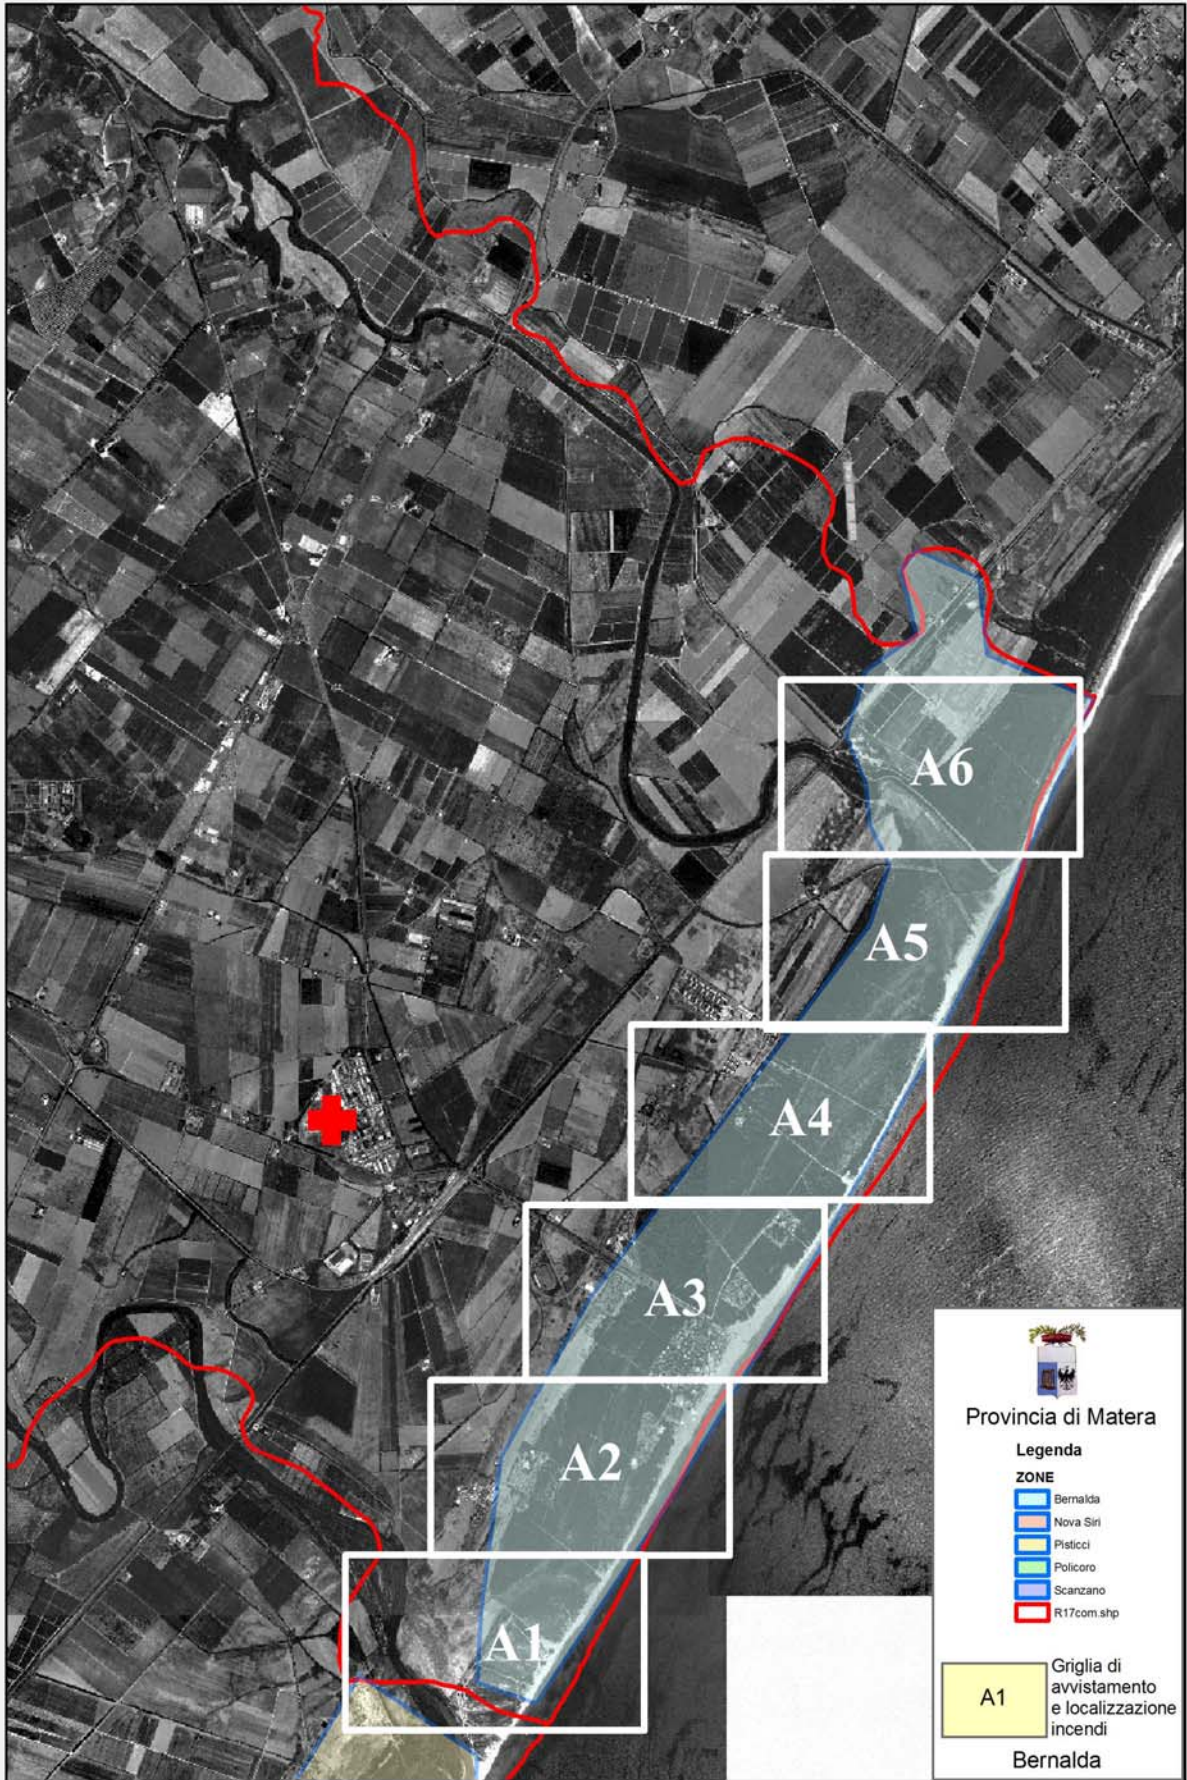 A6
A5
A4
A3
A2
A1
Provincia di Matera
Legenda
ZONE
Bernalda
Nova Siri
Pisticci
Policoro
Scanzano
R17com.shp
A1
Griglia di
avvistamento
e localizzazione
incendi
Bernalda